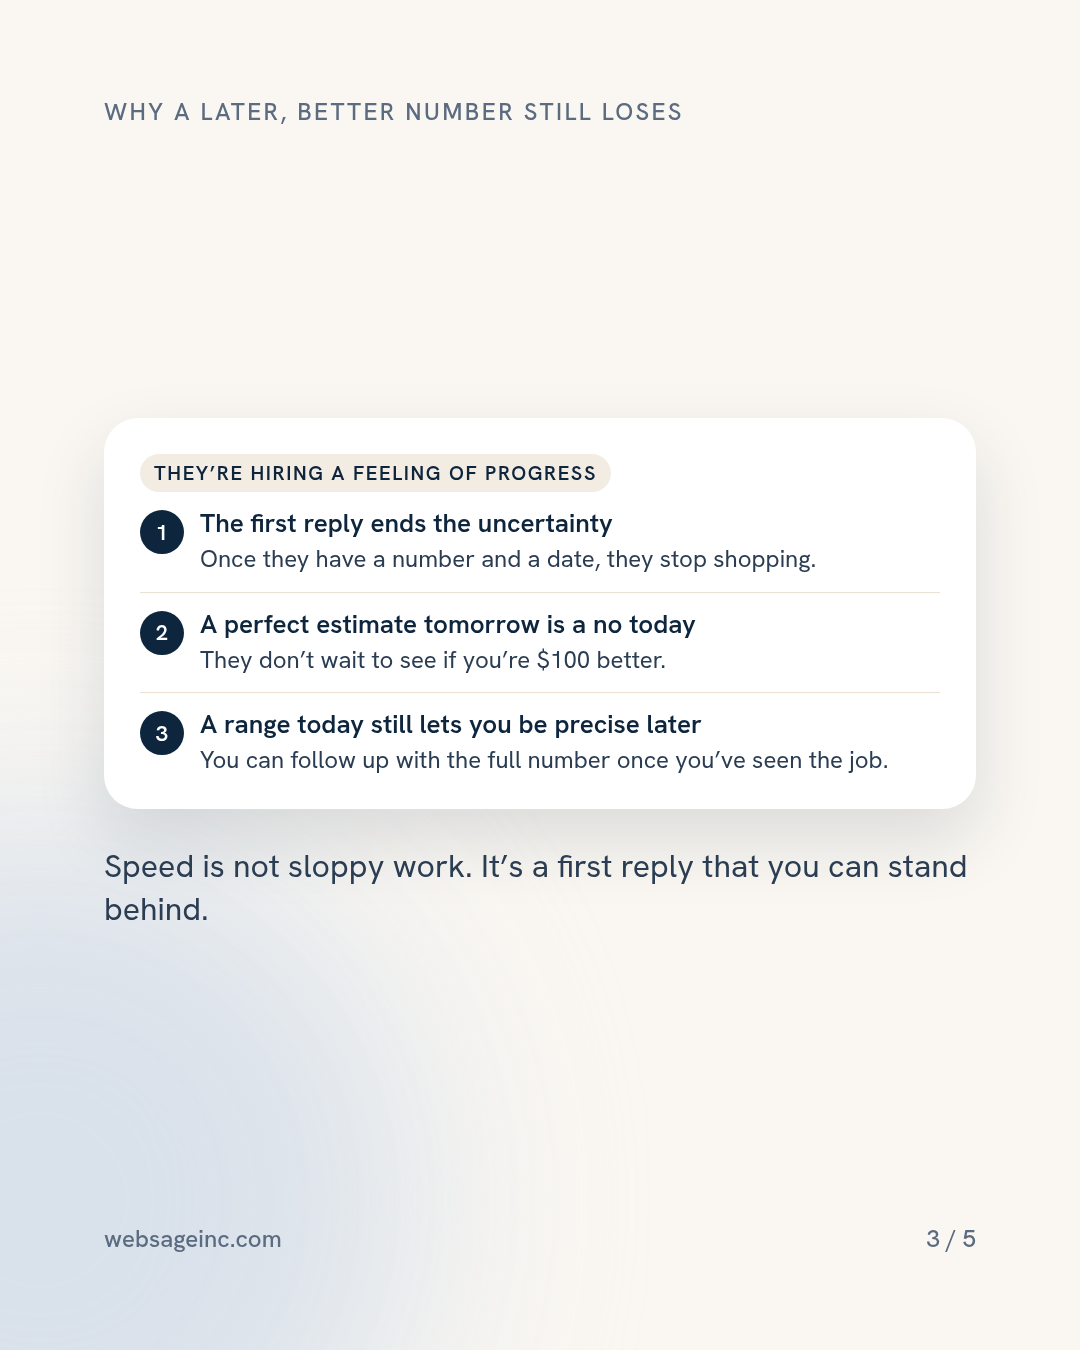 WHY A LATER, BETTER NUMBER STILL LOSES
THEY’RE HIRING A FEELING OF PROGRESS
1
The first reply ends the uncertainty
Once they have a number and a date, they stop shopping.
2
A perfect estimate tomorrow is a no today
They don’t wait to see if you’re $100 better.
3
A range today still lets you be precise later
You can follow up with the full number once you’ve seen the job.
Speed is not sloppy work. It’s a first reply that you can stand
behind.
websageinc.com
3 / 5